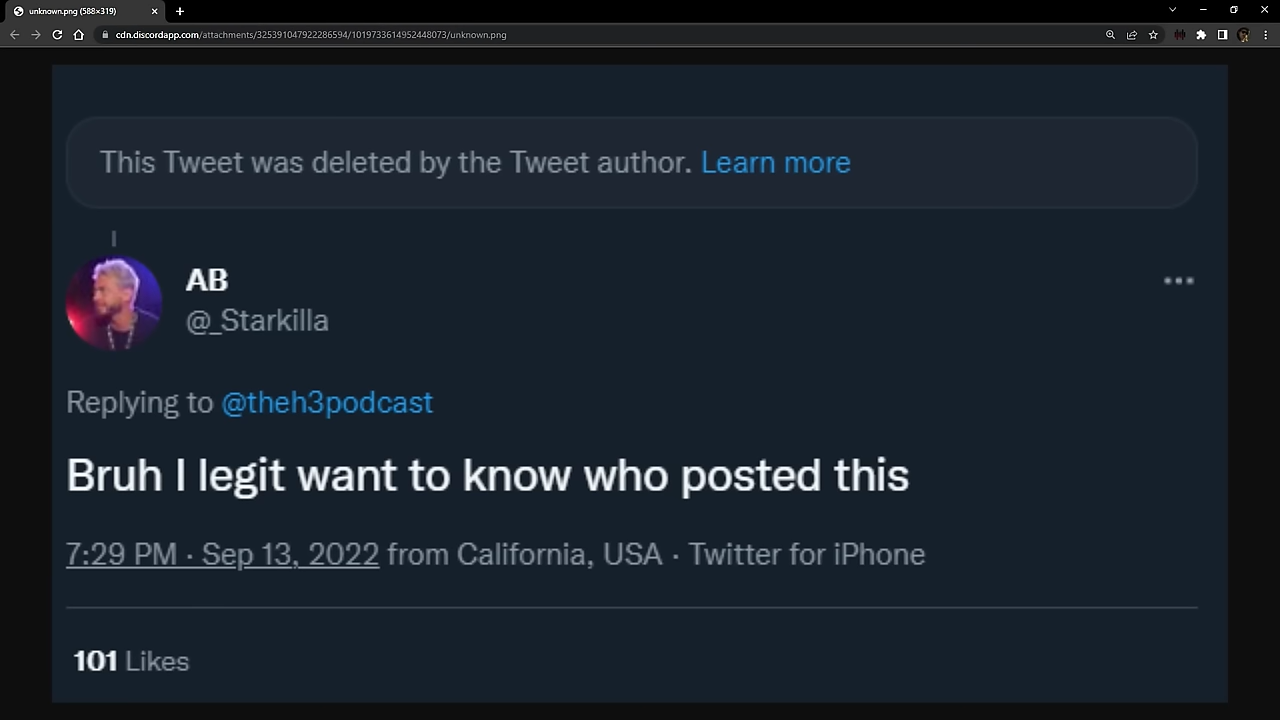 unknown.png (588×319)
cdn.discordapp.com/attachments/325391047922286594/1019733614952448073/unknown.png
This Tweet was deleted by the Tweet author. Learn more
AB
@_Starkilla
Replying to @theh3podcast
Bruh I legit want to know who posted this
7:29 PM · Sep 13, 2022 from California, USA · Twitter for iPhone
101 Likes